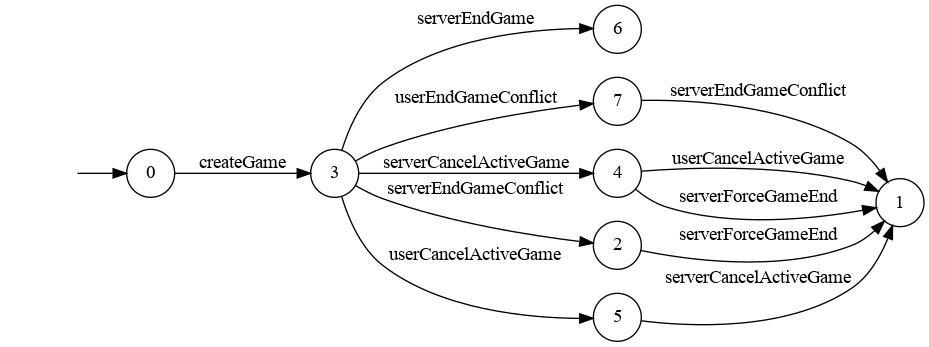 serverEndGame
6
userEndGameConflict
7
serverEndGameConflict
0
createGame
3
serverCancelActiveGame
4
userCancelActiveGame
serverForceGameEnd
1
serverEndGameConflict
2
serverForceGameEnd
userCancelActiveGame
5
serverCancelActiveGame